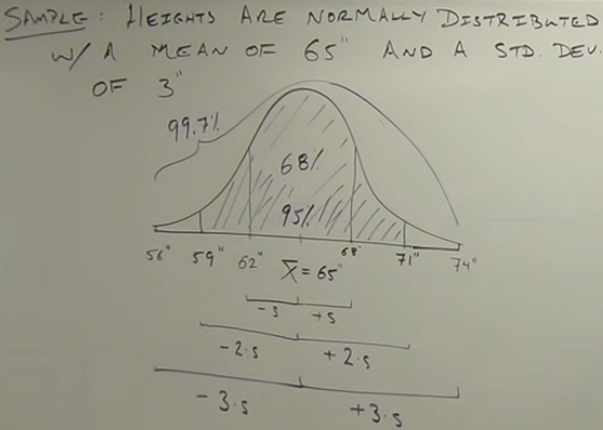 SAMPLE: HEIGHTS ARE NORMALLY DISTRIBUTED
W/ A MEAN OF 65" AND A STD. DEV.
OF 3"
99.7%
68%
95%
56" 59" 62" X̄ = 65" 68" 71" 74"
-s +s
-2·s +2·s
-3·s +3·s